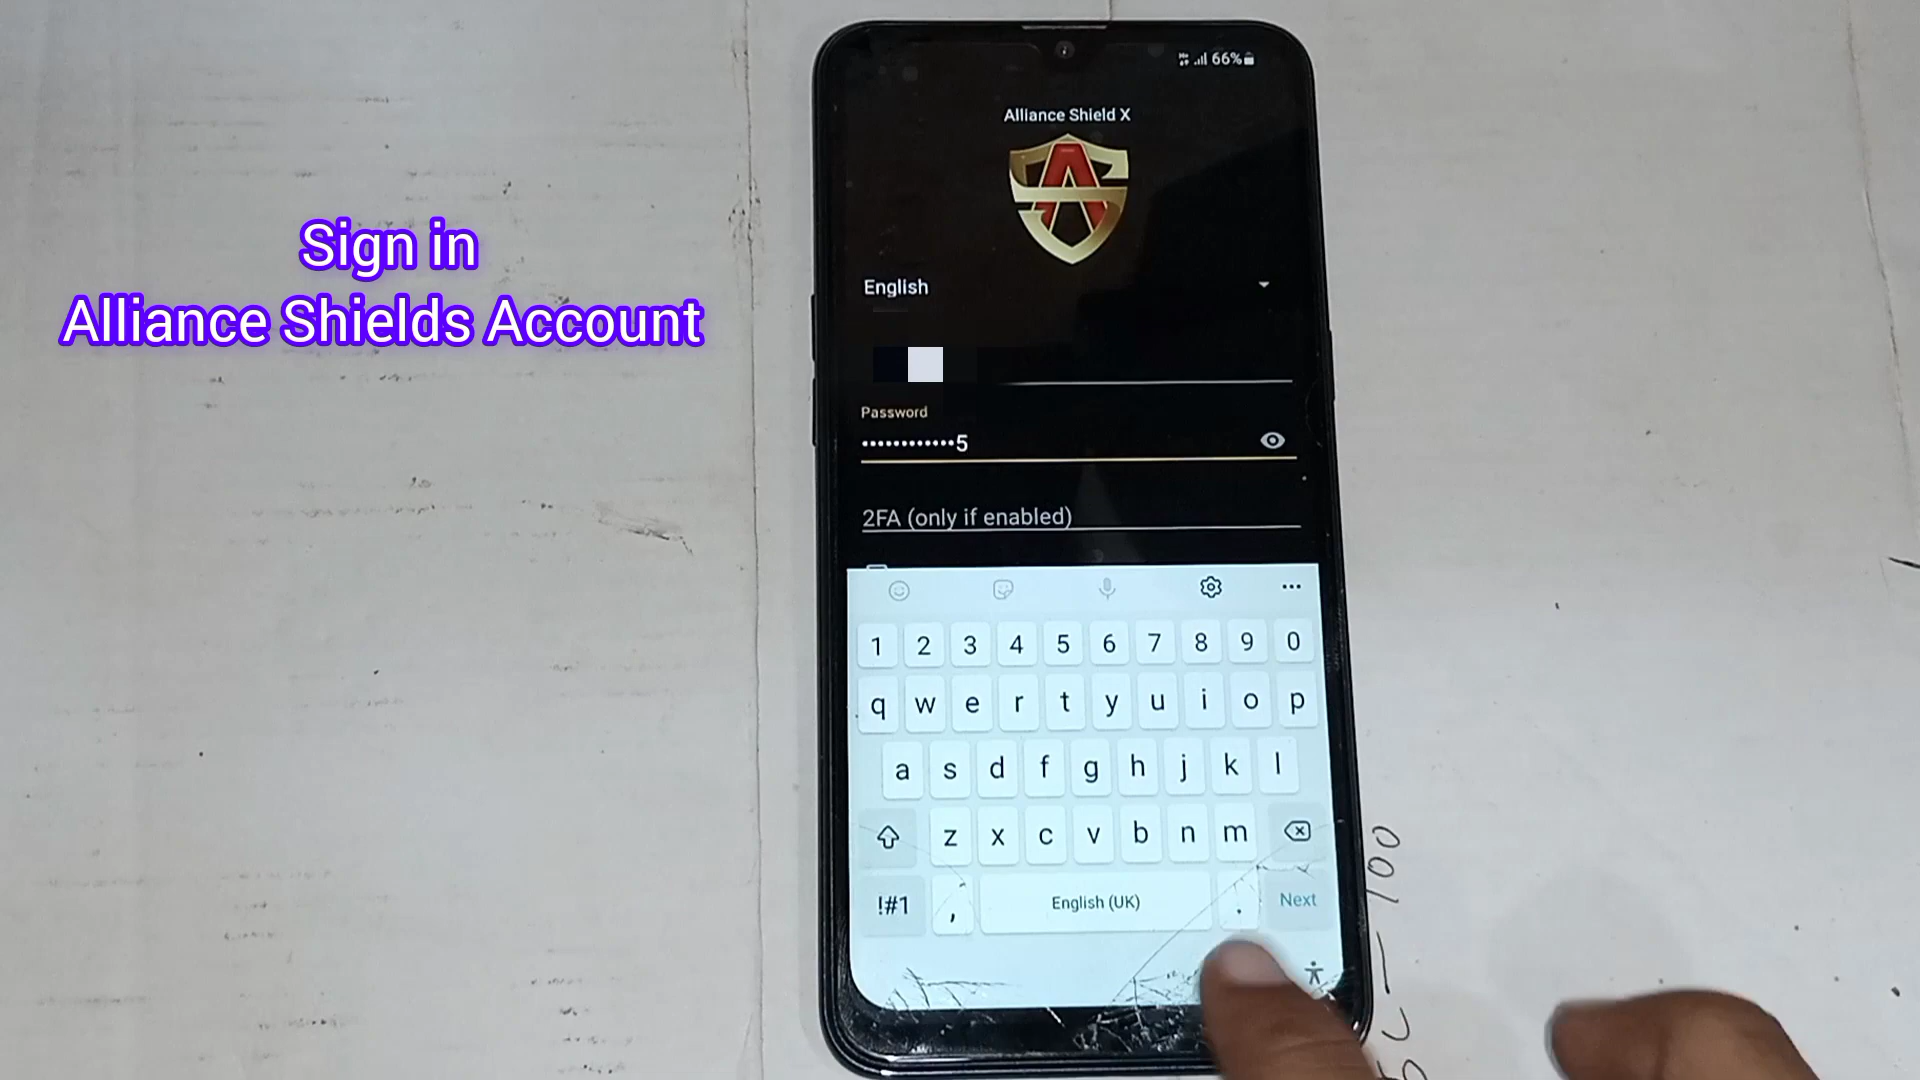 Sign in
Alliance Shields Account
66%
Alliance Shield X
English
Password
••••••••••••5
2FA (only if enabled)
1 2 3 4 5 6 7 8 9 0
q w e r t y u i o p
a s d f g h j k l
z x c v b n m
!#1 , English (UK) . Next